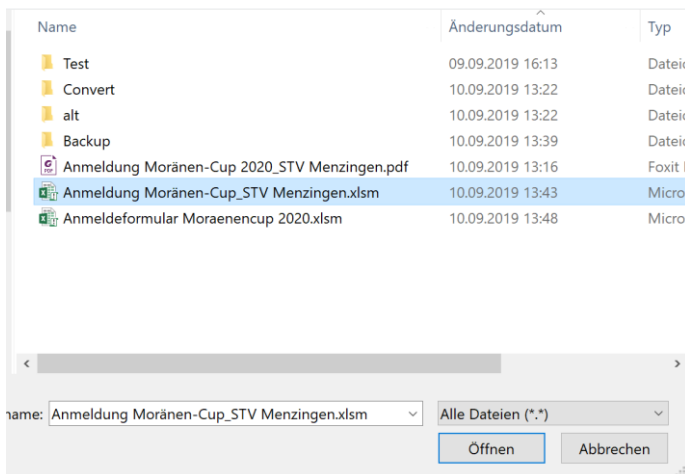 Name Änderungsdatum Typ
Test 09.09.2019 16:13 Dateio
Convert 10.09.2019 13:22 Dateio
alt 10.09.2019 13:22 Dateio
Backup 10.09.2019 13:39 Dateio
Anmeldung Moränen-Cup 2020_STV Menzingen.pdf 10.09.2019 13:16 Foxit
Anmeldung Moränen-Cup_STV Menzingen.xlsm 10.09.2019 13:43 Micro
Anmeldeformular Moraenencup 2020.xlsm 10.09.2019 13:48 Micro
name: Anmeldung Moränen-Cup_STV Menzingen.xlsm Alle Dateien (*.*)
Öffnen Abbrechen